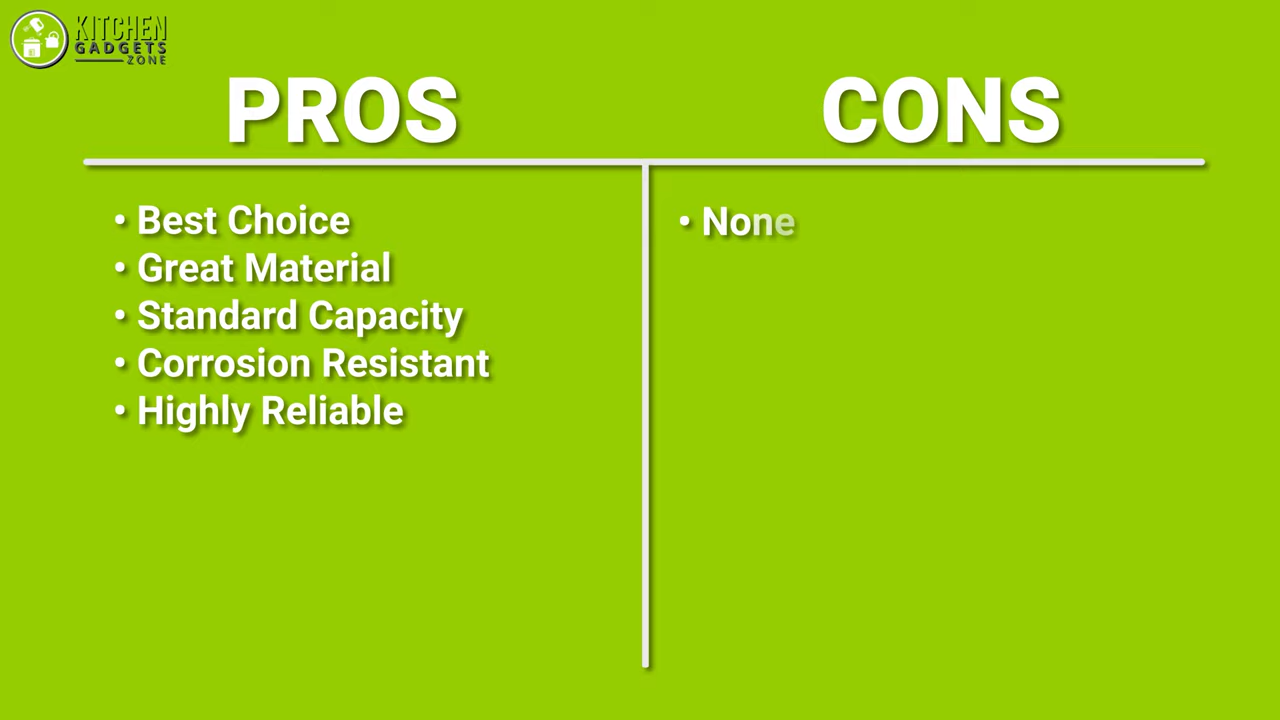 KITCHEN
GADGETS
ZONE
PROS
CONS
• Best Choice
• Great Material
• Standard Capacity
• Corrosion Resistant
• Highly Reliable
• None